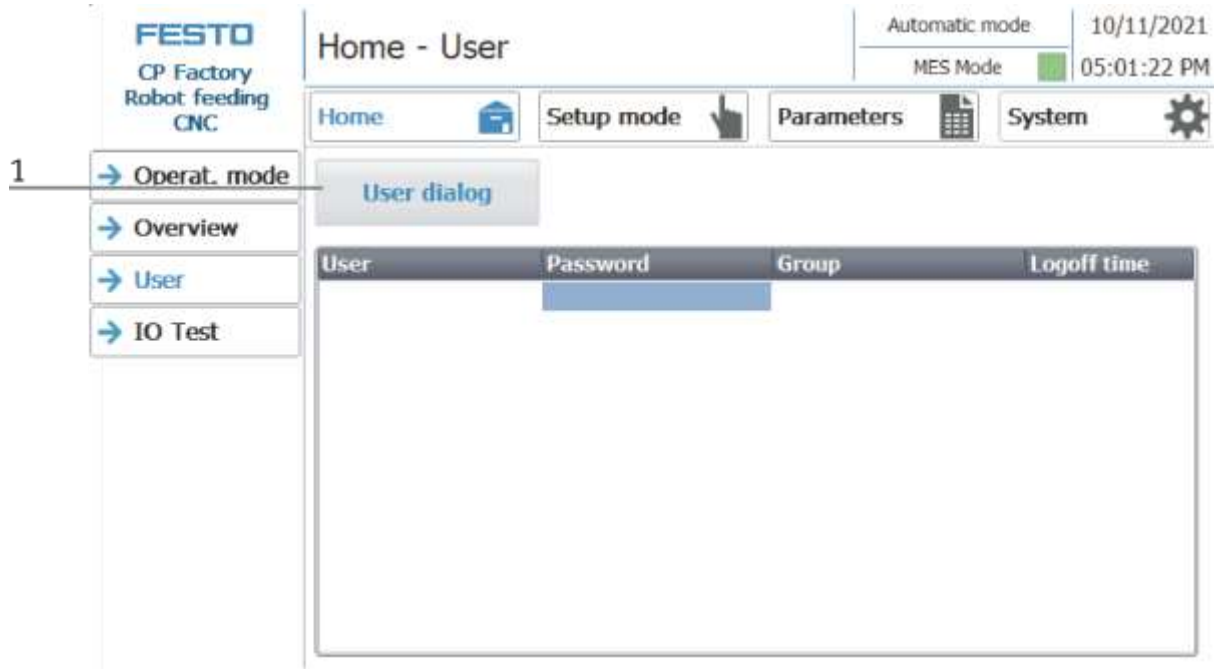 FESTO
CP Factory
Robot feeding
CNC
Home - User
Automatic mode
MES Mode
10/11/2021
05:01:22 PM
Home
Setup mode
Parameters
System
1
Operat. mode
Overview
User
IO Test
User dialog
User Password Group Logoff time